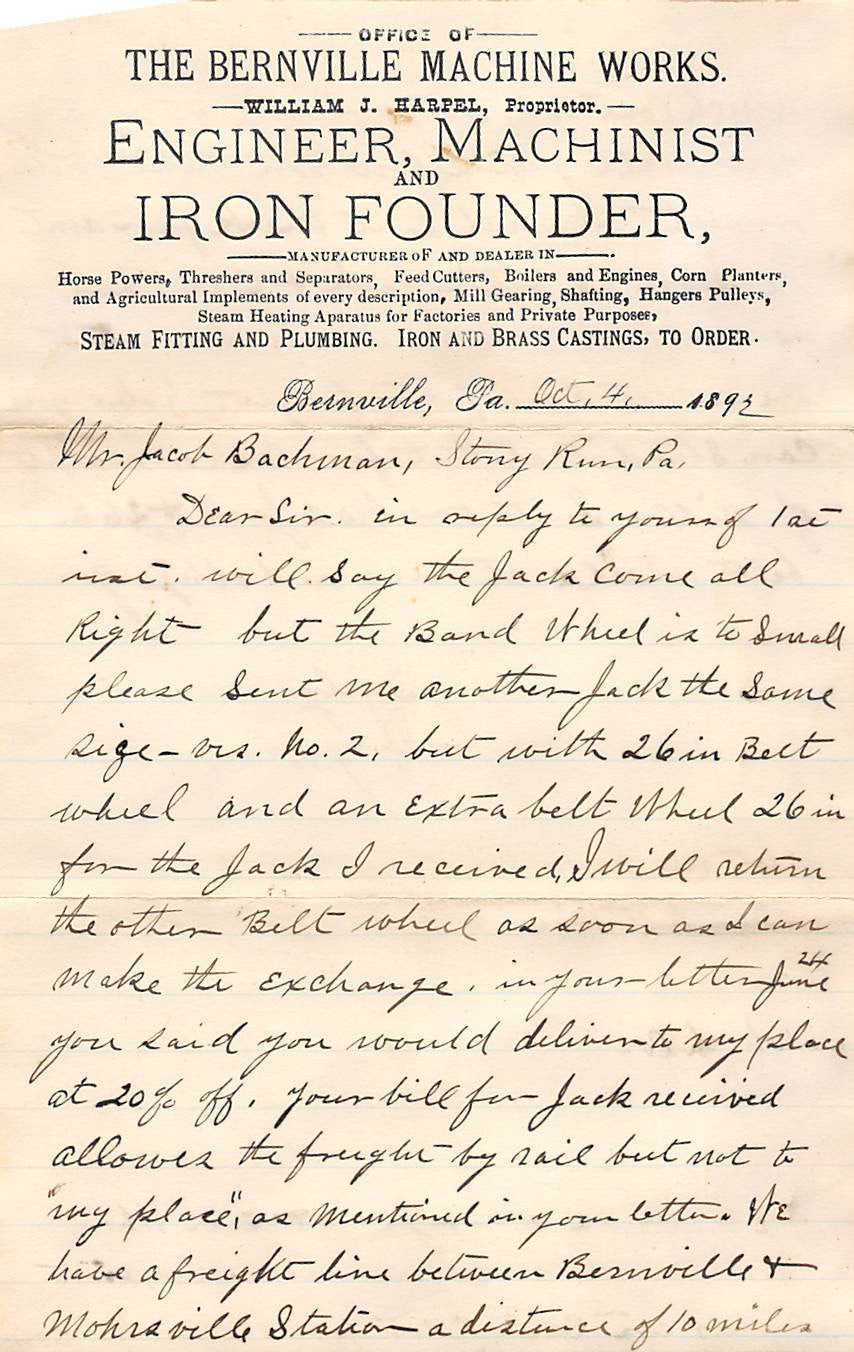 OFFICE OF
THE BERNVILLE MACHINE WORKS.
WILLIAM J. HARPEL, Proprietor.
ENGINEER, MACHINIST
AND
IRON FOUNDER,
MANUFACTURER OF AND DEALER IN
Horse Powers, Threshers and Separators, Feed Cutters, Boilers and Engines, Corn Planters,
and Agricultural Implements of every description, Mill Gearing, Shafting, Hangers Pulleys,
Steam Heating Aparatus for Factories and Private Purposes,
STEAM FITTING AND PLUMBING. IRON AND BRASS CASTINGS, TO ORDER.
Bernville, Pa. Oct, 4, 1892
Mr. Jacob Bachman, Stony Run, Pa.
Dear Sir. in reply to yours of 1st
inst. will say the Jack Come all
Right but the Band Wheel is to Small
please Sent me another Jack the Same
size - viz. No. 2, but with 26 in Belt
wheel and an Extra belt Wheel 26 in
for the Jack I received, I will return
the other Belt wheel as soon as I can
make the Exchange. in your letter June 24
you said you would deliver to my place
at 20% off. your bill for Jack received
allowes the freight by rail but not to
"my place", as mentioned in your letter. We
have a freight line between Bernville &
Mohrsville Station a distance of 10 miles